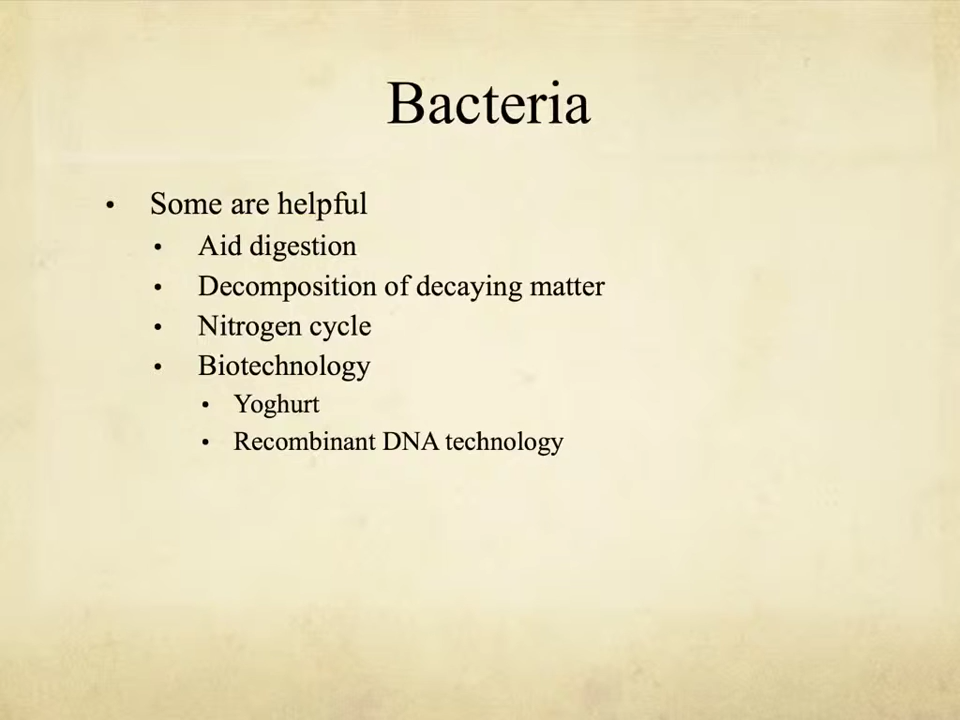 Bacteria
• Some are helpful
• Aid digestion
• Decomposition of decaying matter
• Nitrogen cycle
• Biotechnology
• Yoghurt
• Recombinant DNA technology